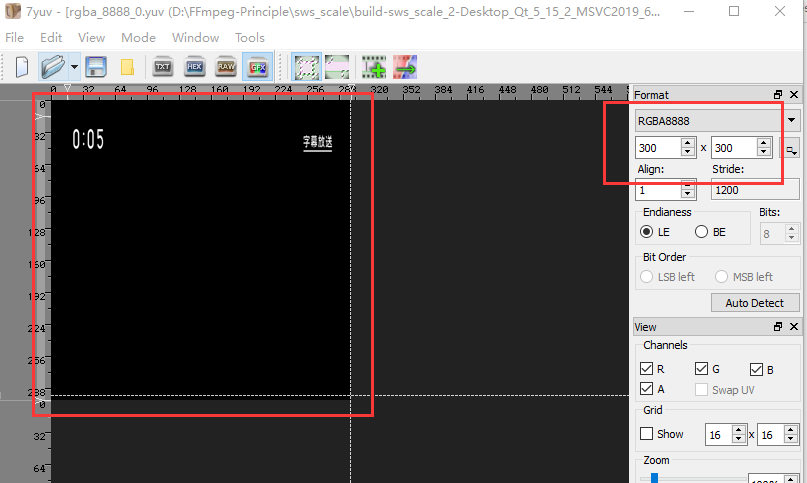 7yuv - [rgba_8888_0.yuv (D:\FFmpeg-Principle\sws_scale\build-sws_scale_2-Desktop_Qt_5_15_2_MSVC2019_6...
File Edit View Mode Window Tools
TXT HEX RAW GFX
0 32 64 96 128 160 192 224 256 288 320 352 384 416 448 480 512 544 5
0
32
64
96
128
160
192
224
256
288
0
32
64
0:05
字幕放送
Format
RGBA8888
300 x 300
Align: Stride:
1 1200
Endianess Bits:
LE BE 8
Bit Order
LSB left MSB left
Auto Detect
View
Channels
R G B
A Swap UV
Grid
Show 16 x 16
Zoom